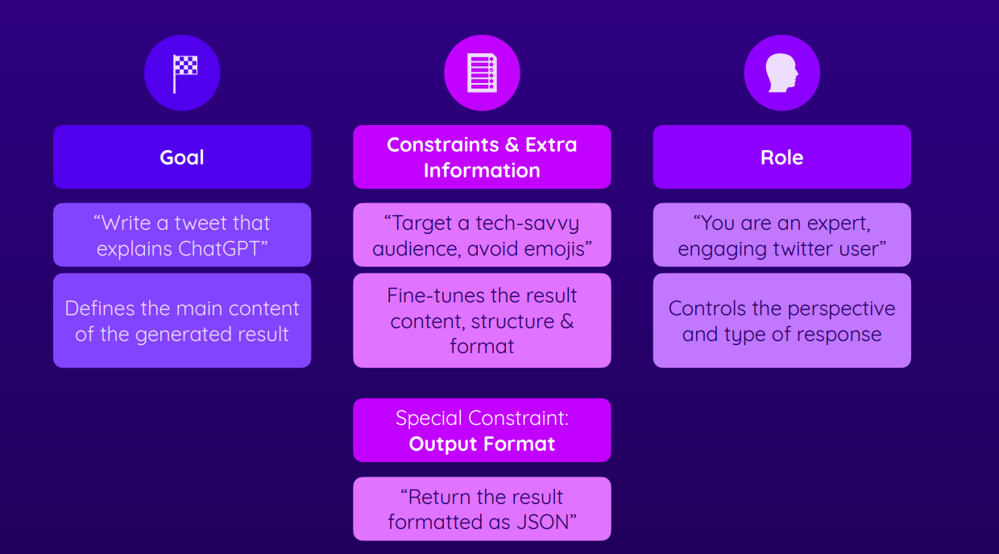 Goal
“Write a tweet that
explains ChatGPT”
Defines the main content
of the generated result
Constraints & Extra
Information
“Target a tech-savvy
audience, avoid emojis”
Fine-tunes the result
content, structure &
format
Special Constraint:
Output Format
“Return the result
formatted as JSON”
Role
“You are an expert,
engaging twitter user”
Controls the perspective
and type of response